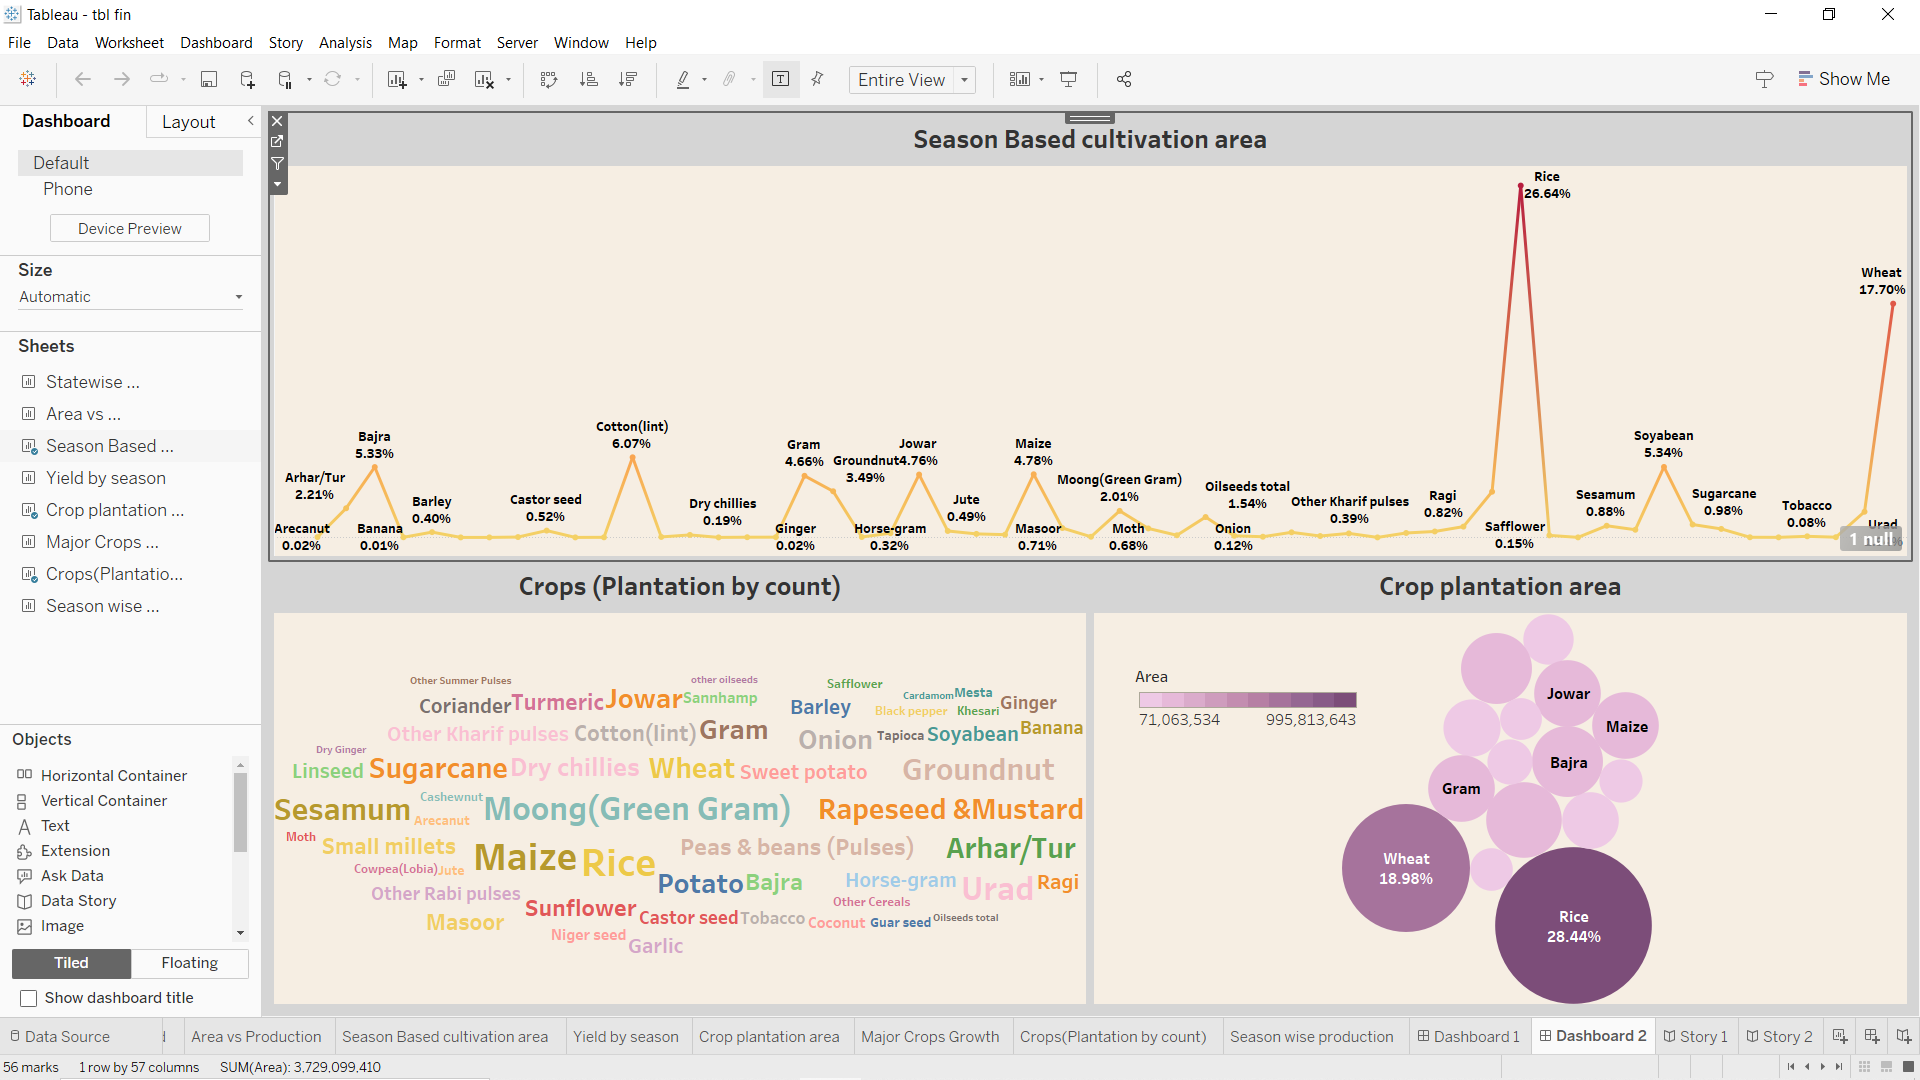 Tableau - tbl fin
File Data Worksheet Dashboard Story Analysis Map Format Server Window Help
Entire View
Show Me
Dashboard
Layout
Default
Phone
Device Preview
Size
Automatic
Sheets
Statewise ...
Area vs ...
Season Based ...
Yield by season
Crop plantation ...
Major Crops ...
Crops(Plantatio...
Season wise ...
Objects
Horizontal Container
Vertical Container
Text
Extension
Ask Data
Data Story
Image
Tiled
Floating
Show dashboard title
Season Based cultivation area
Arecanut
0.02%
Arhar/Tur
2.21%
Bajra
5.33%
Banana
0.01%
Barley
0.40%
Castor seed
0.52%
Cotton(lint)
6.07%
Dry chillies
0.19%
Ginger
0.02%
Gram
4.66%
Groundnut
3.49%
Horse-gram
0.32%
Jowar
4.76%
Jute
0.49%
Maize
4.78%
Masoor
0.71%
Moong(Green Gram)
2.01%
Moth
0.68%
Oilseeds total
1.54%
Onion
0.12%
Other Kharif pulses
0.39%
Ragi
0.82%
Rice
26.64%
Safflower
0.15%
Sesamum
0.88%
Soyabean
5.34%
Sugarcane
0.98%
Tobacco
0.08%
Urad
Wheat
17.70%
1 null
Crops (Plantation by count)
Other Summer Pulses
other oilseeds
Safflower
Coriander
Turmeric
Jowar
Sannhamp
Barley
Cardamom
Mesta
Black pepper
Khesari
Ginger
Other Kharif pulses
Cotton(lint)
Gram
Onion
Tapioca
Soyabean
Banana
Dry Ginger
Linseed
Sugarcane
Dry chillies
Wheat
Sweet potato
Groundnut
Sesamum
Cashewnut
Arecanut
Moong(Green Gram)
Rapeseed &Mustard
Moth
Small millets
Maize
Rice
Peas & beans (Pulses)
Arhar/Tur
Cowpea(Lobia)
Jute
Potato
Bajra
Horse-gram
Urad
Ragi
Other Rabi pulses
Sunflower
Castor seed
Tobacco
Other Cereals
Coconut
Guar seed
Oilseeds total
Masoor
Niger seed
Garlic
Crop plantation area
Area
71,063,534
995,813,643
Jowar
Maize
Bajra
Gram
Wheat
18.98%
Rice
28.44%
Data Source
Area vs Production
Season Based cultivation area
Yield by season
Crop plantation area
Major Crops Growth
Crops(Plantation by count)
Season wise production
Dashboard 1
Dashboard 2
Story 1
Story 2
56 marks
1 row by 57 columns
SUM(Area): 3,729,099,410